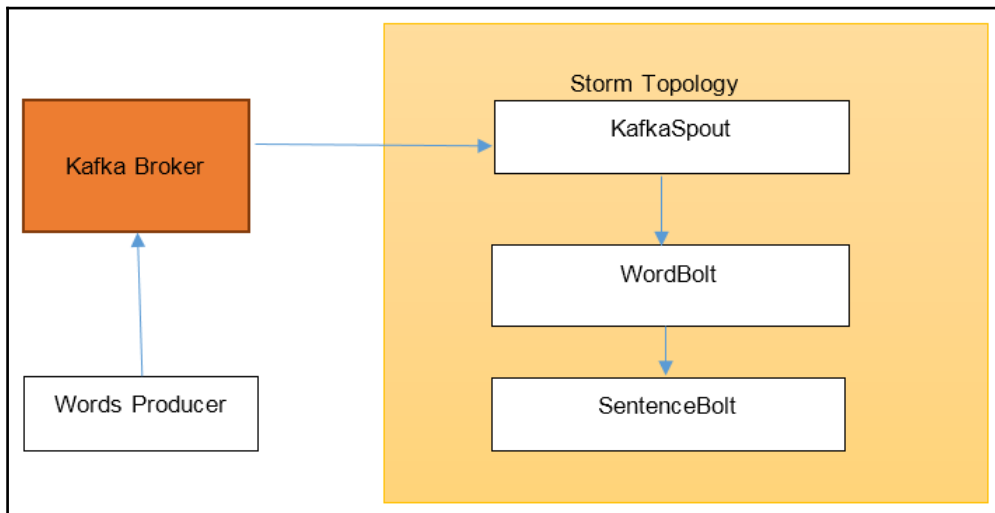 Storm Topology
KafkaSpout
Kafka Broker
WordBolt
Words Producer
SentenceBolt